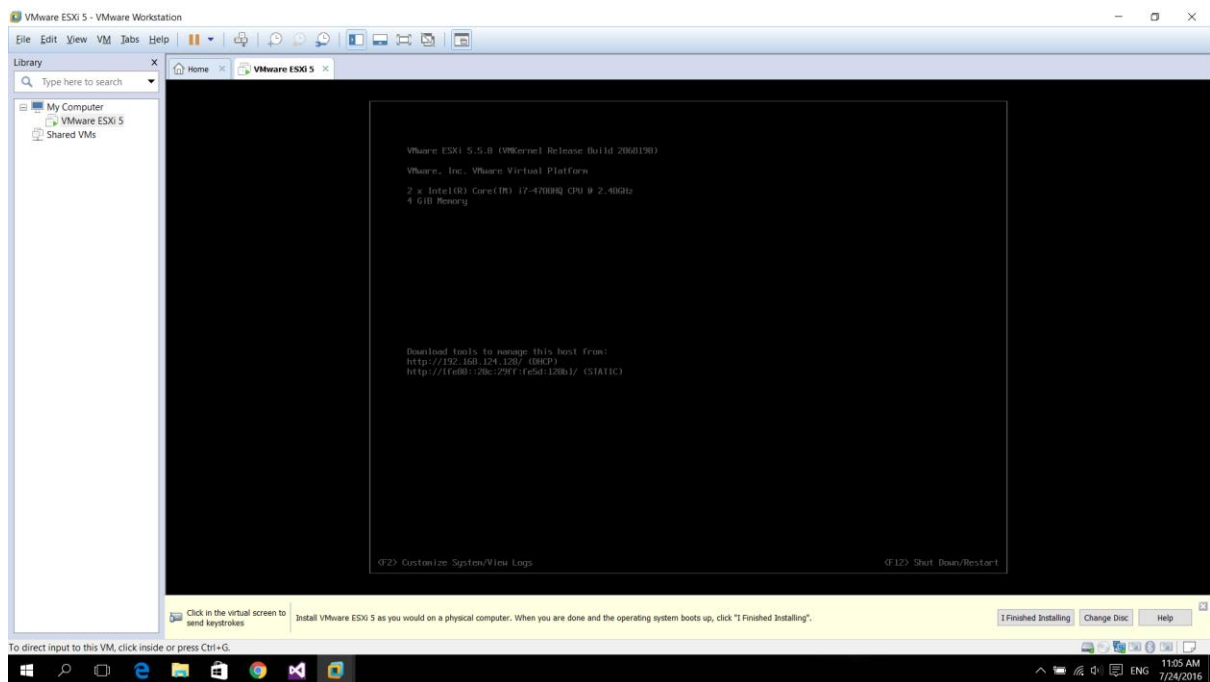 VMware ESXi 5 - VMware Workstation
File Edit View VM Tabs Help
Library X
Type here to search
My Computer
VMware ESXi 5
Shared VMs
Home × VMware ESXi 5 ×
VMware ESXi 5.5.0 (VMKernel Release Build 2068190)
VMware, Inc. VMware Virtual Platform
2 x Intel(R) Core(TM) i7-4700HQ CPU @ 2.40GHz
4 GiB Memory
Download tools to manage this host from:
http://192.168.124.128/ (DHCP)
http://[fe80::20c:29ff:fe5d:128b]/ (STATIC)
<F2> Customize System/View Logs <F12> Shut Down/Restart
Click in the virtual screen to
send keystrokes
Install VMware ESXi 5 as you would on a physical computer. When you are done and the operating system boots up, click "I Finished Installing".
I Finished Installing Change Disc Help
To direct input to this VM, click inside or press Ctrl+G.
ENG
11:05 AM
7/24/2016